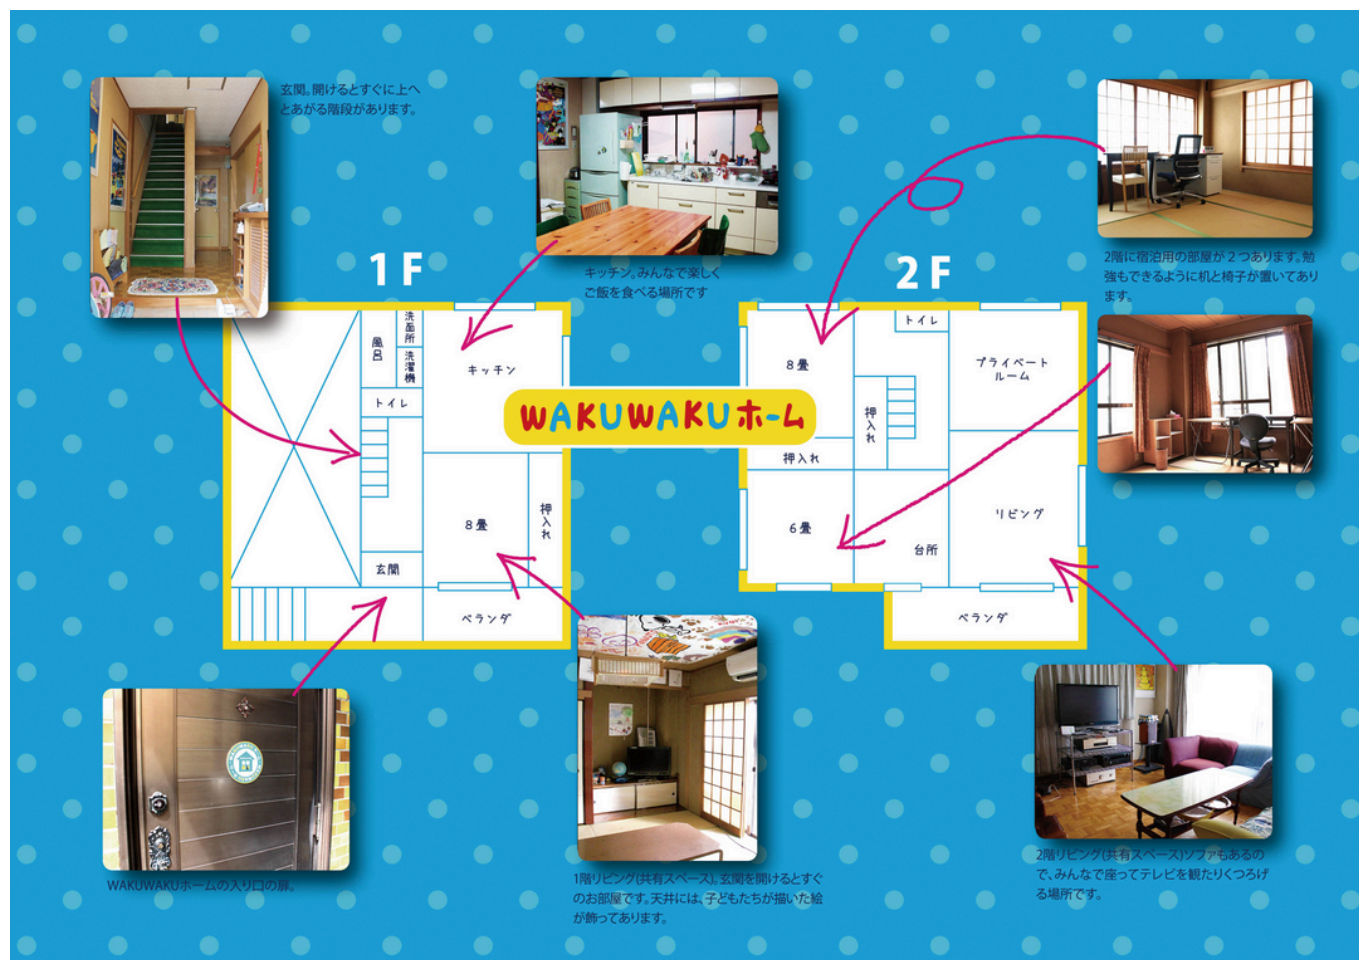 玄関。開けるとすぐに上へ
とあがる階段があります。
キッチン。みんなで楽しく
ご飯を食べる場所です
2階に宿泊用の部屋が２つあります。勉
強もできるように机と椅子が置いてあり
ます。
1F
2F
風呂
洗面所
洗濯機
キッチン
トイレ
8畳
押入れ
玄関
ベランダ
WAKUWAKUホーム
トイレ
8畳
プライベート
ルーム
押入れ
押入れ
6畳
台所
リビング
ベランダ
WAKUWAKUホームの入り口の扉。
1階リビング(共有スペース)。玄関を開けるとすぐ
のお部屋です。天井には、子どもたちが描いた絵
が飾ってあります。
2階リビング(共有スペース)ソファもあるの
で、みんなで座ってテレビを観たりくつろげ
る場所です。